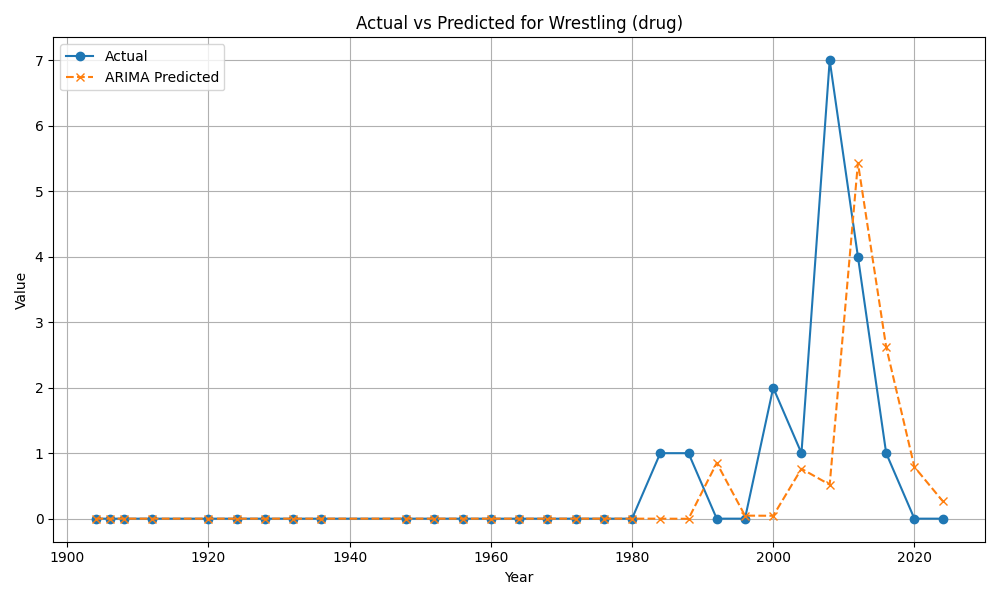 Actual vs Predicted for Wrestling (drug)
Actual
ARIMA Predicted
Value
7
6
5
4
3
2
1
0
1900 1920 1940 1960 1980 2000 2020
Year